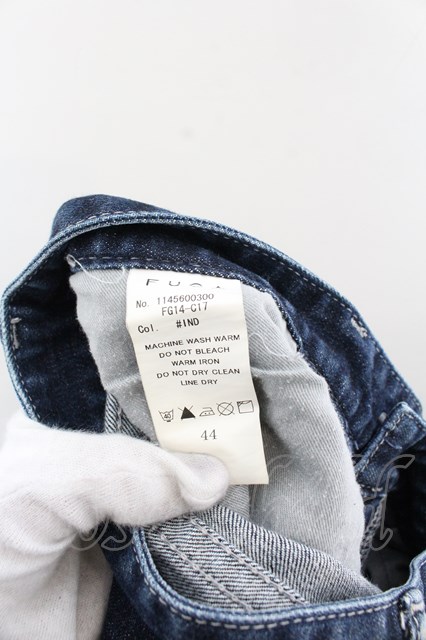 No. 1145600300
FG14-C17
Col. #IND
MACHINE WASH WARM
DO NOT BLEACH
WARM IRON
DO NOT DRY CLEAN
LINE DRY
44